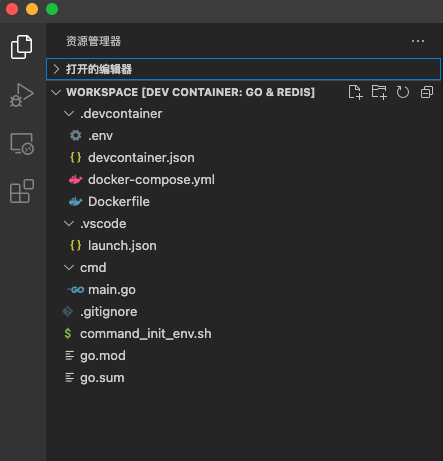 资源管理器
打开的编辑器
WORKSPACE [DEV CONTAINER: GO & REDIS]
.devcontainer
.env
devcontainer.json
docker-compose.yml
Dockerfile
.vscode
launch.json
cmd
main.go
.gitignore
command_init_env.sh
go.mod
go.sum